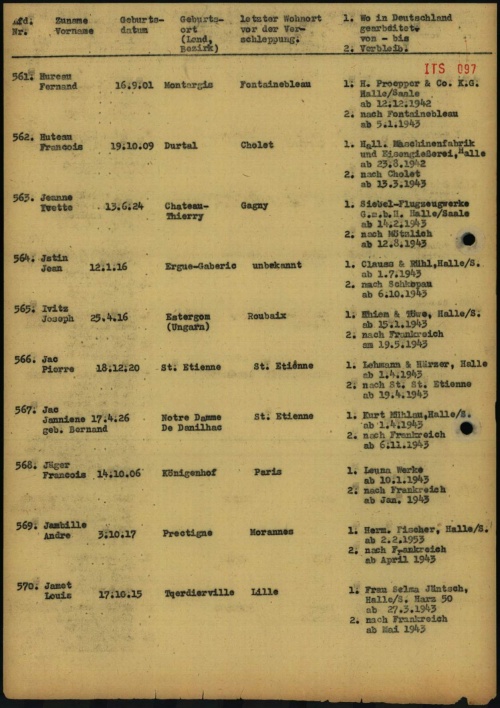 Lfd. Zuname Geburts- Geburts- letzter Wohnort 1. Wo in Deutschland
Nr. Vorname datum ort vor der Ver- gearbeitet
(Land, schleppung. von - bis
Bezirk) 2. Verbleib.
ITS 097
561. Hureau 1. H. Proepper & Co. K.G.
Fernand 16.9.01 Montargis Fontainebleau Halle/Saale
ab 12.12.1942
2. nach Fontainebleau
ab 5.1.1943
562. Huteau 1. Hall. Maschinenfabrik
Francois 19.10.09 Durtal Cholet und Eisengießerei, Halle
ab 23.8.1942
2. nach Cholet
ab 13.3.1943
563. Jeanne 1. Siebel-Flugzeugwerke
Yvette 13.6.24 Chateau- Gagny G.m.b.H. Halle/Saale
Thierry ab 14.2.1943
2. nach Mötzlich
ab 12.8.1943
564. Jatin 1. Clauss & Mühl, Halle/S.
Jean 12.1.16 Ergue-Gaberic unbekannt ab 1.7.1943
2. nach Schkopau
ab 6.10.1943
565. Ivitz 1. Thiem & Töwe, Halle/S.
Joseph 25.4.16 Estergom Roubaix ab 15.1.1943
(Ungarn) 2. nach Frankreich
am 19.5.1943
566. Jac 1. Lehmann & Härzer, Halle
Pierre 18.12.20 St. Etienne St. Etienne ab 1.4.1943
2. nach St. St. Etienne
ab 19.4.1943
567. Jac 1. Kurt Mühlau, Halle/S.
Janniene 17.4.26 Notre Damme St. Etienne ab 1.4.1943
geb. Bornand De Danilhac 2. nach Frankreich
ab 6.11.1943
568. Jäger 1. Leuna Werke
Francois 14.10.06 Königenhof Paris ab 10.1.1943
2. nach Frankreich
ab Jan. 1943
569. Jambille 1. Herm. Fischer, Halle/S.
Andre 3.10.17 Prectigne Morannes ab 2.2.1953
2. nach Frankreich
ab April 1943
570. Jamot 1. Frau Selma Jüntsch,
Louis 17.10.15 Tqerdierville Lille Halle/S. Harz 50
ab 27.3.1943
2. nach Frankreich
ab Mai 1943